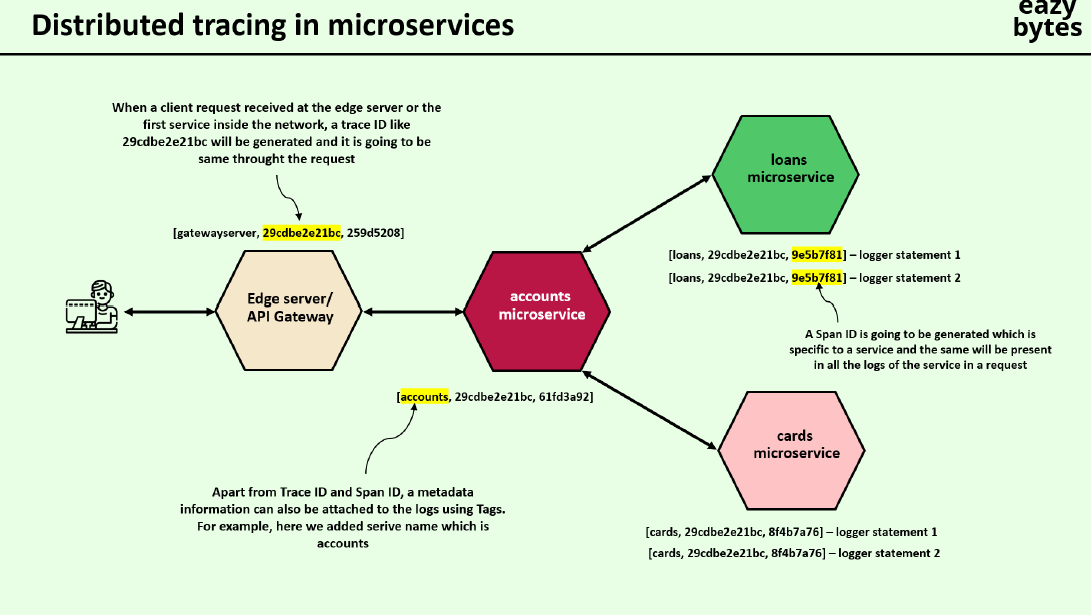 Distributed tracing in microservices
eazy
bytes
When a client request received at the edge server or the
first service inside the network, a trace ID like
29cdbe2e21bc will be generated and it is going to be
same throught the request
[gatewayserver, 29cdbe2e21bc, 259d5208]
Edge server/
API Gateway
accounts
microservice
[accounts, 29cdbe2e21bc, 61fd3a92]
Apart from Trace ID and Span ID, a metadata
information can also be attached to the logs using Tags.
For example, here we added serive name which is
accounts
loans
microservice
[loans, 29cdbe2e21bc, 9e5b7f81] – logger statement 1
[loans, 29cdbe2e21bc, 9e5b7f81] – logger statement 2
A Span ID is going to be generated which is
specific to a service and the same will be present
in all the logs of the service in a request
cards
microservice
[cards, 29cdbe2e21bc, 8f4b7a76] – logger statement 1
[cards, 29cdbe2e21bc, 8f4b7a76] – logger statement 2